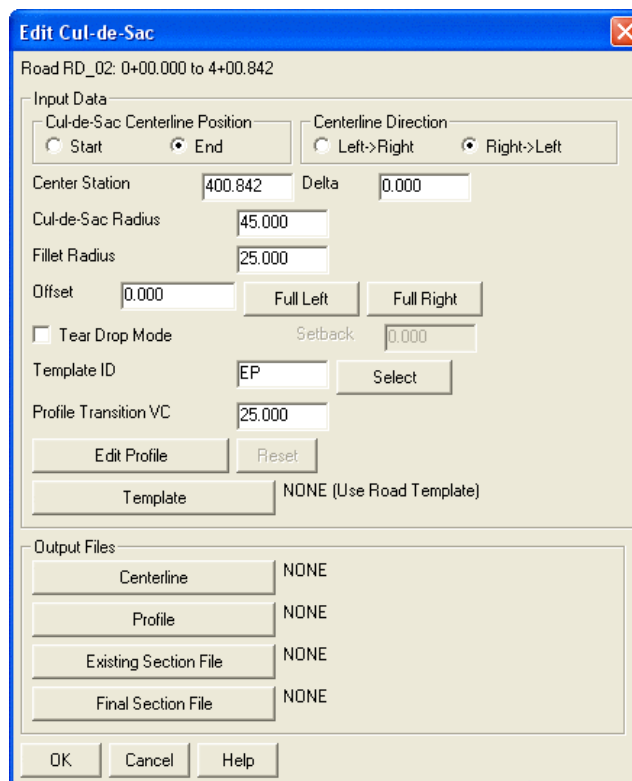 Edit Cul-de-Sac
Road RD_02: 0+00.000 to 4+00.842
Input Data
Cul-de-Sac Centerline Position
Start End
Centerline Direction
Left->Right Right->Left
Center Station 400.842 Delta 0.000
Cul-de-Sac Radius 45.000
Fillet Radius 25.000
Offset 0.000 Full Left Full Right
Tear Drop Mode Setback 0.000
Template ID EP Select
Profile Transition VC 25.000
Edit Profile Reset
Template NONE (Use Road Template)
Output Files
Centerline NONE
Profile NONE
Existing Section File NONE
Final Section File NONE
OK Cancel Help